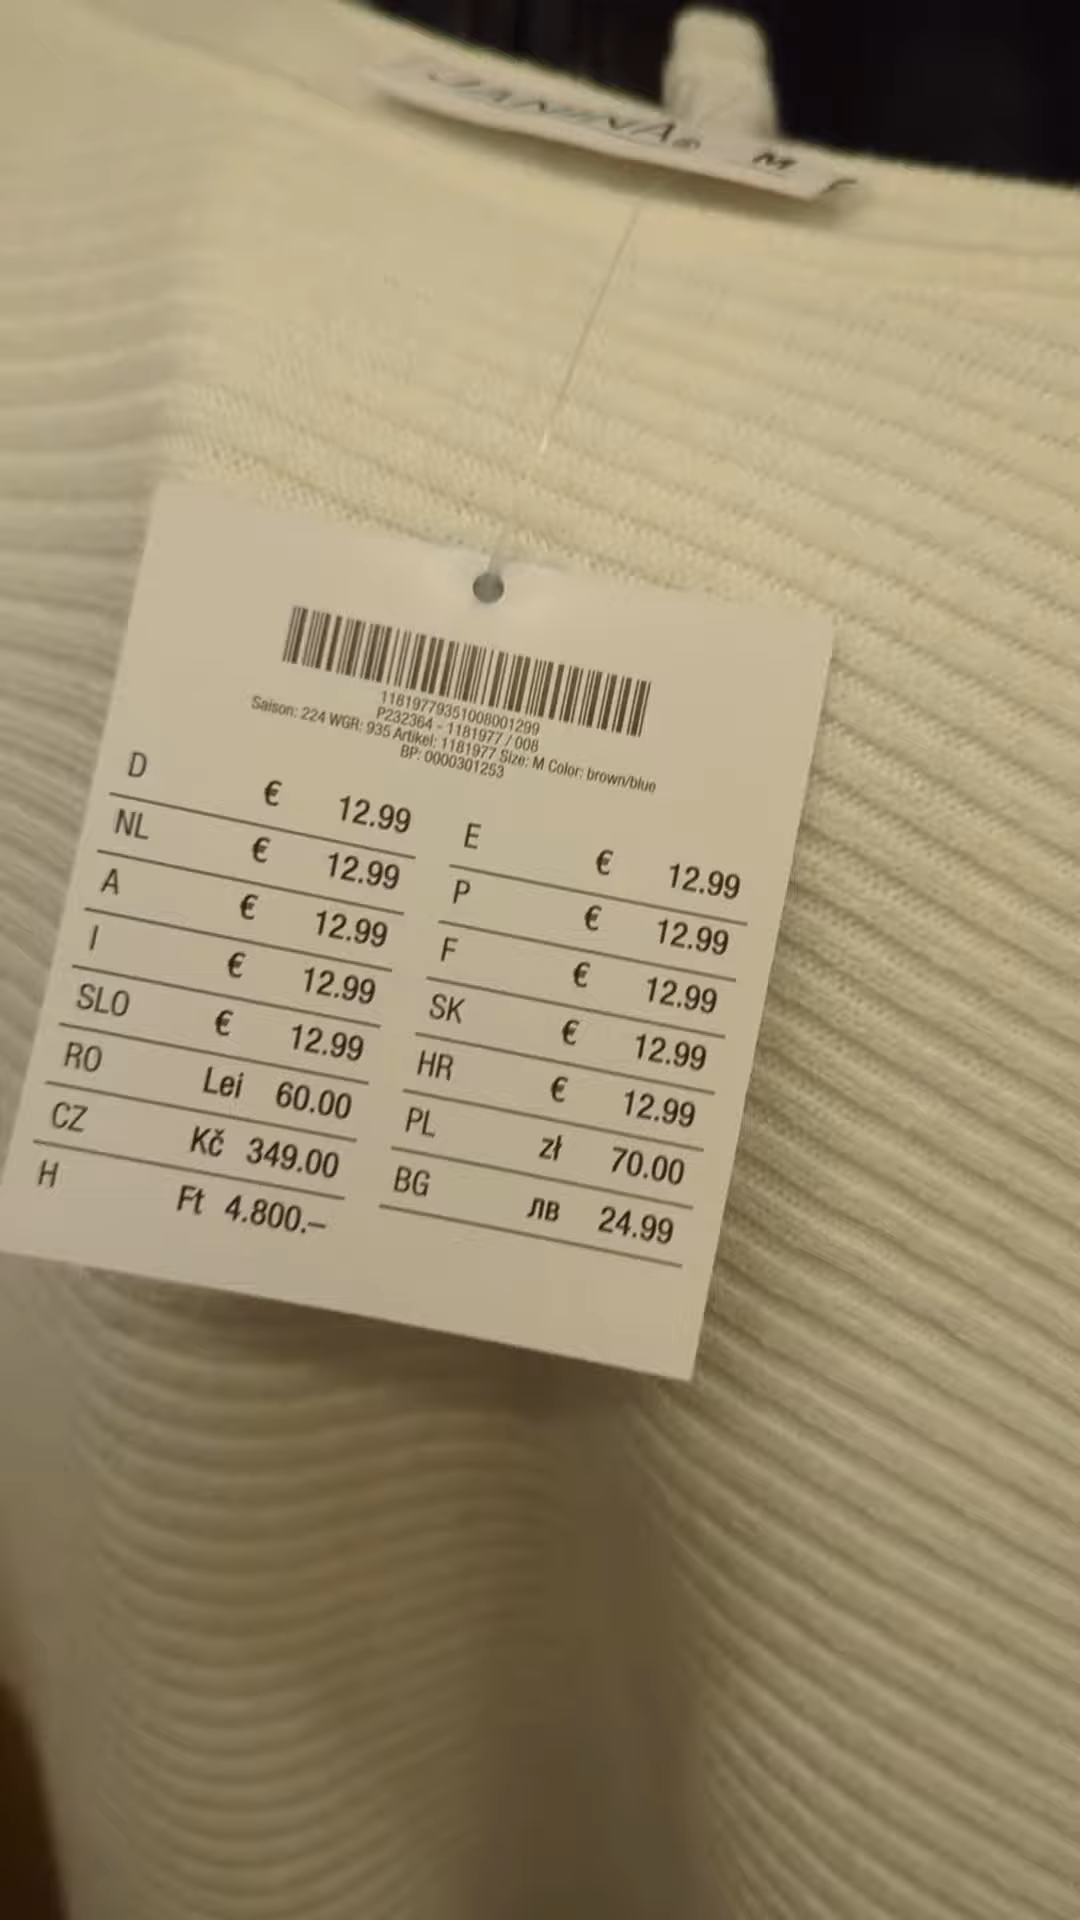 JANINA® M
11819779351008001299
P232364 - 1181977 / 008
Saison: 224 WGR: 935 Artikel: 1181977 Size: M Color: brown/blue
BP: 0000301253
D € 12.99
NL € 12.99
A € 12.99
I € 12.99
SLO € 12.99
RO Lei 60.00
CZ Kč 349.00
H Ft 4.800.–
E € 12.99
P € 12.99
F € 12.99
SK € 12.99
HR € 12.99
PL zł 70.00
BG лв 24.99